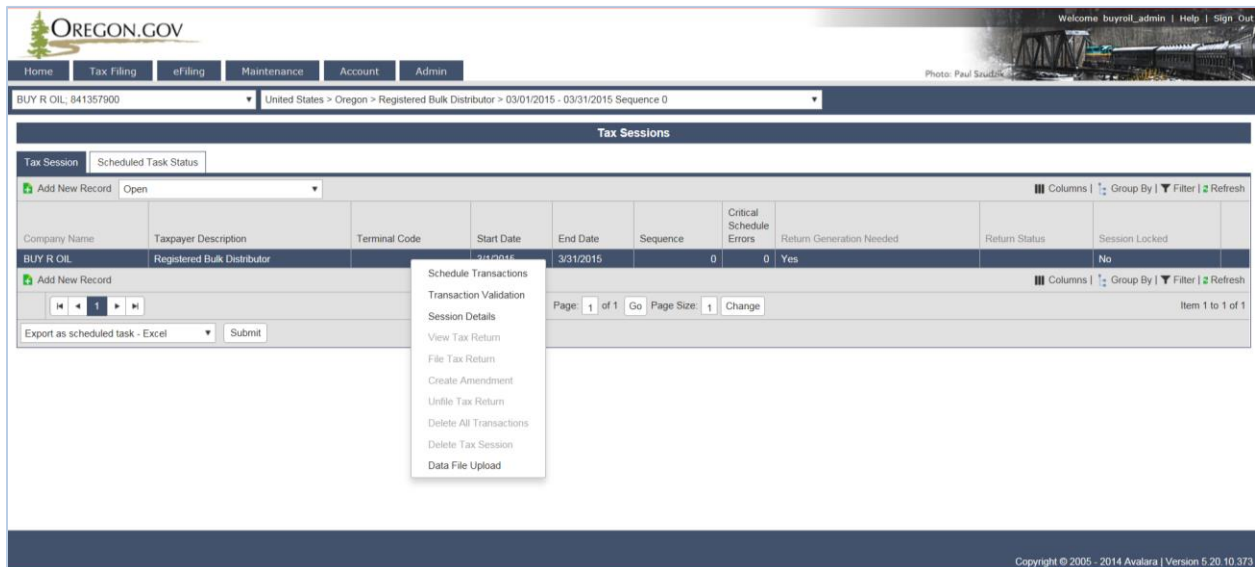 OREGON.GOV
Welcome buyroil_admin | Help | Sign Out
Home Tax Filing eFiling Maintenance Account Admin
Photo: Paul Szudzik
BUY R OIL; 841357900 United States > Oregon > Registered Bulk Distributor > 03/01/2015 - 03/31/2015 Sequence 0
Tax Sessions
Tax Session Scheduled Task Status
Add New Record Open Columns | Group By | Filter | Refresh
Company Name Taxpayer Description Terminal Code Start Date End Date Sequence Critical Schedule Errors Return Generation Needed Return Status Session Locked
BUY R OIL Registered Bulk Distributor 3/1/2015 3/31/2015 0 0 Yes No
Add New Record Columns | Group By | Filter | Refresh
1 Page: 1 of 1 Go Page Size: 1 Change Item 1 to 1 of 1
Export as scheduled task - Excel Submit
Schedule Transactions
Transaction Validation
Session Details
View Tax Return
File Tax Return
Create Amendment
Unfile Tax Return
Delete All Transactions
Delete Tax Session
Data File Upload
Copyright © 2005 - 2014 Avalara | Version 5.20.10.373